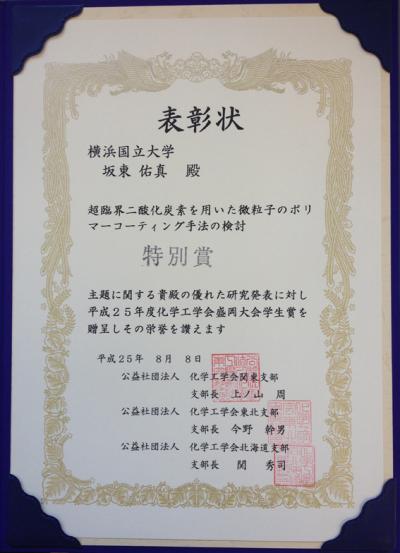 表彰状
横浜国立大学
坂東 佑真 殿
超臨界二酸化炭素を用いた微粒子のポリ
マーコーティング手法の検討
特別賞
主題に関する貴殿の優れた研究発表に対し
平成25年度化学工学会盛岡大会学生賞を
贈呈しその栄誉を讃えます
平成25年 8月 8日
公益社団法人 化学工学会関東支部
支部長 上ノ山 周
公益社団法人 化学工学会東北支部
支部長 今野 幹男
公益社団法人 化学工学会北海道支部
支部長 関 秀司